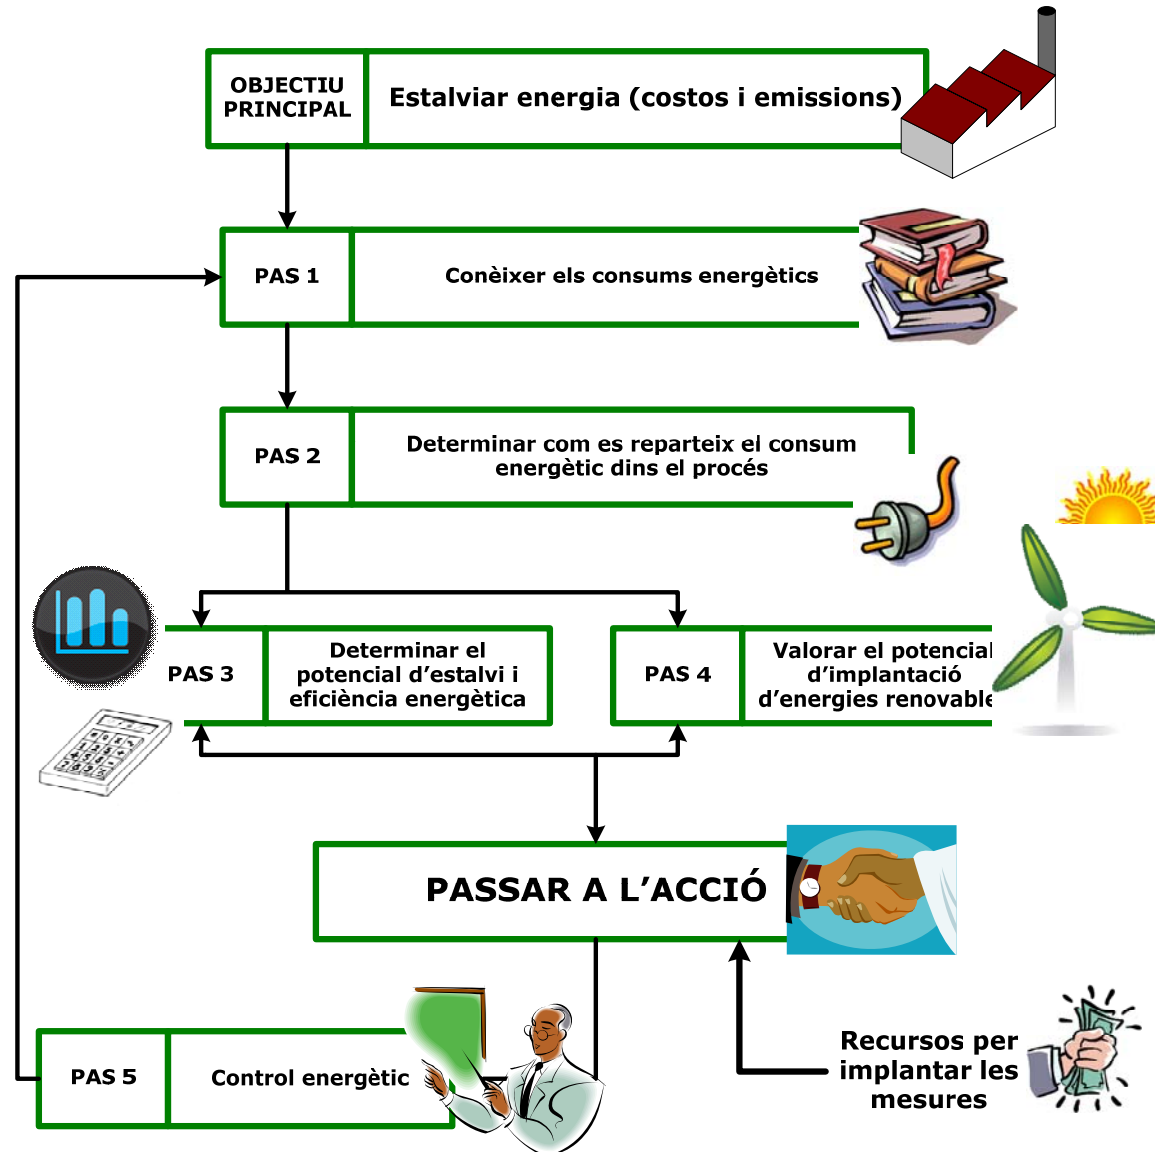 OBJECTIU
PRINCIPAL
Estalviar energia (costos i emissions)
PAS 1
Conèixer els consums energètics
PAS 2
Determinar com es reparteix el consum
energètic dins el procés
PAS 3
Determinar el
potencial d'estalvi i
eficiència energètica
PAS 4
Valorar el potencial
d'implantació
d'energies renovable
PASSAR A L'ACCIÓ
PAS 5
Control energètic
Recursos per
implantar les
mesures